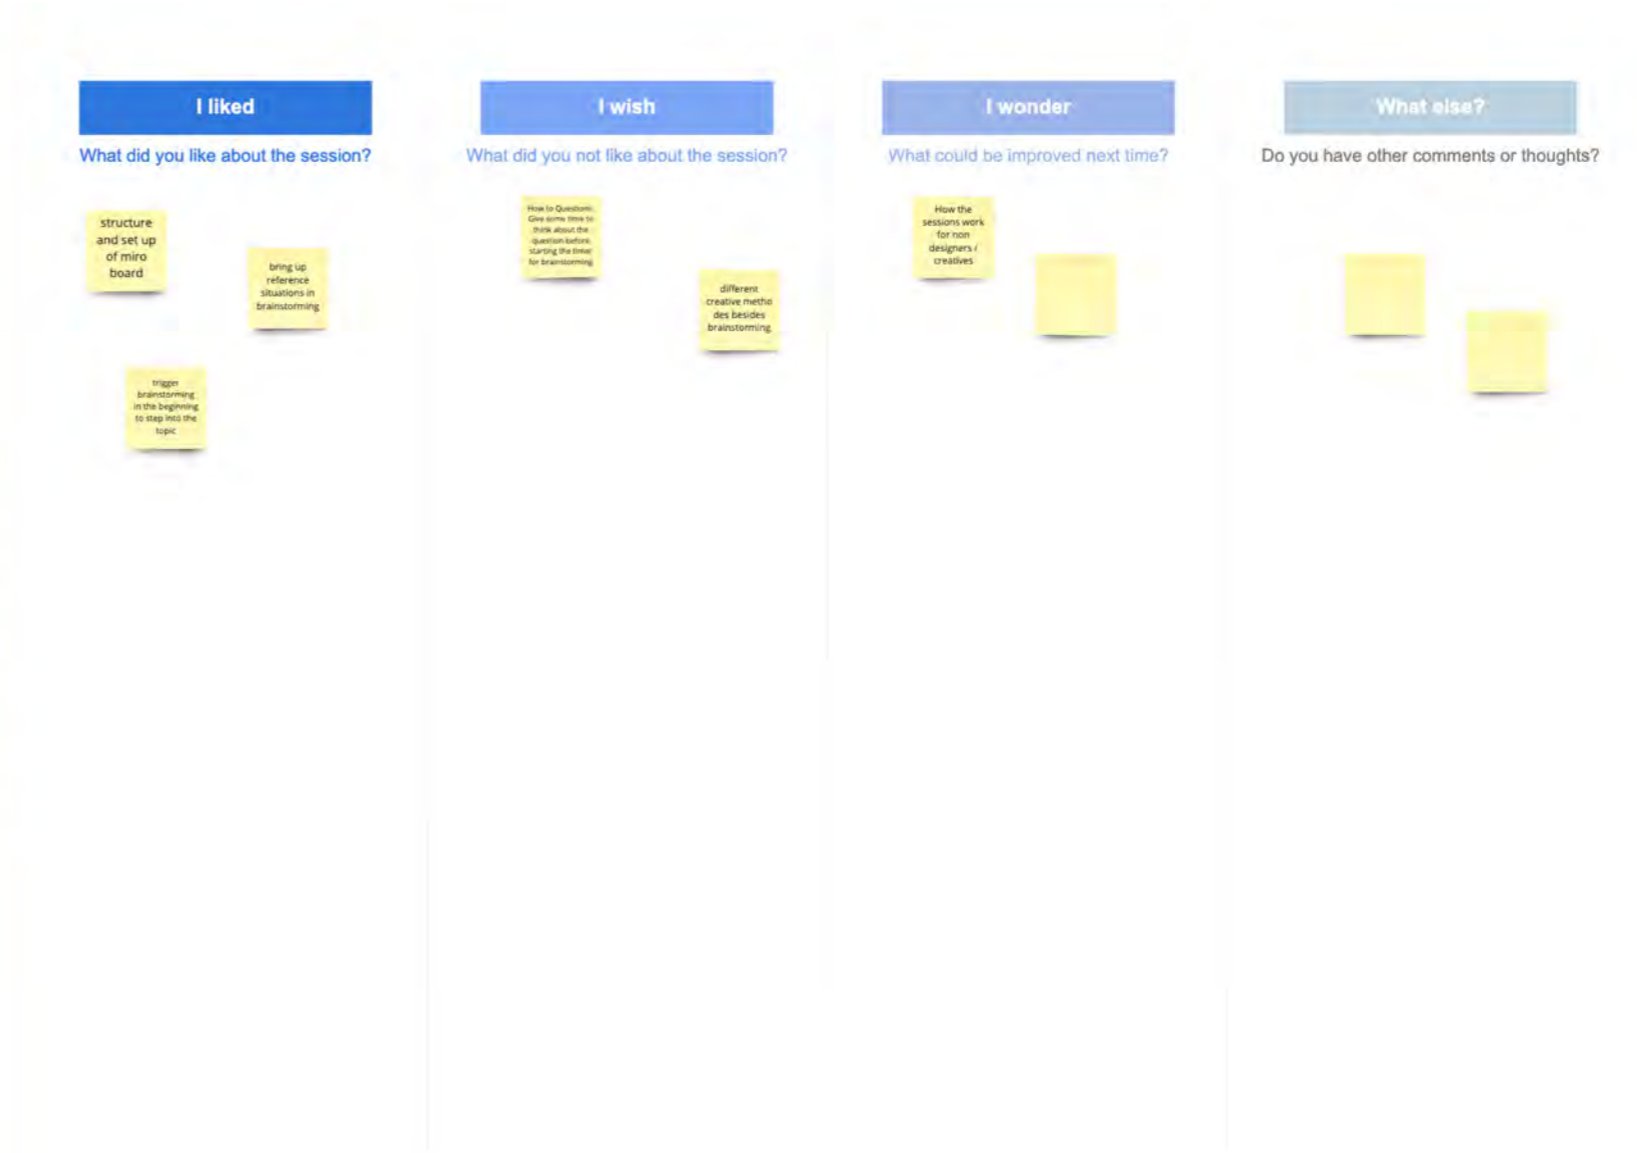 I liked
What did you like about the session?
structure
and set up
of miro
board
bring up
reference
situations in
brainstorming
trigger
brainstorming
in the beginning
to step into the
topic
I wish
What did you not like about the session?
How to Questions:
Give some time to
think about the
question before
starting the timer
for brainstorming
different
creative metho
des besides
brainstorming
I wonder
What could be improved next time?
How the
sessions work
for non
designers /
creatives
What else?
Do you have other comments or thoughts?